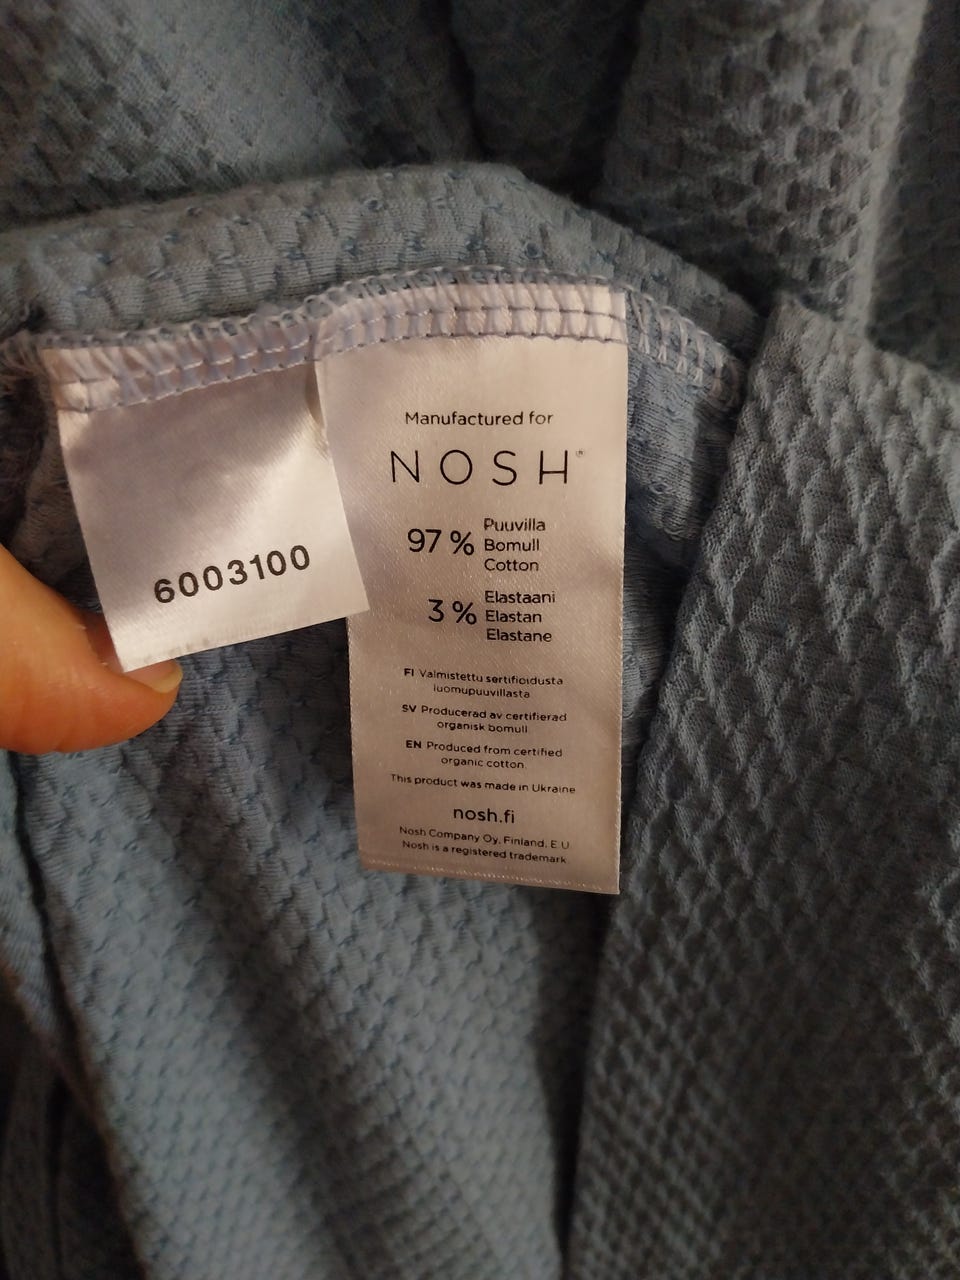 6003100
Manufactured for
NOSH®
97 % Puuvilla
Bomull
Cotton
3 % Elastaani
Elastan
Elastane
FI Valmistettu sertifioidusta
luomupuuvillasta
SV Producerad av certifierad
organisk bomull
EN Produced from certified
organic cotton.
This product was made in Ukraine
nosh.fi
Nosh Company Oy, Finland, E.U.
Nosh is a registered trademark